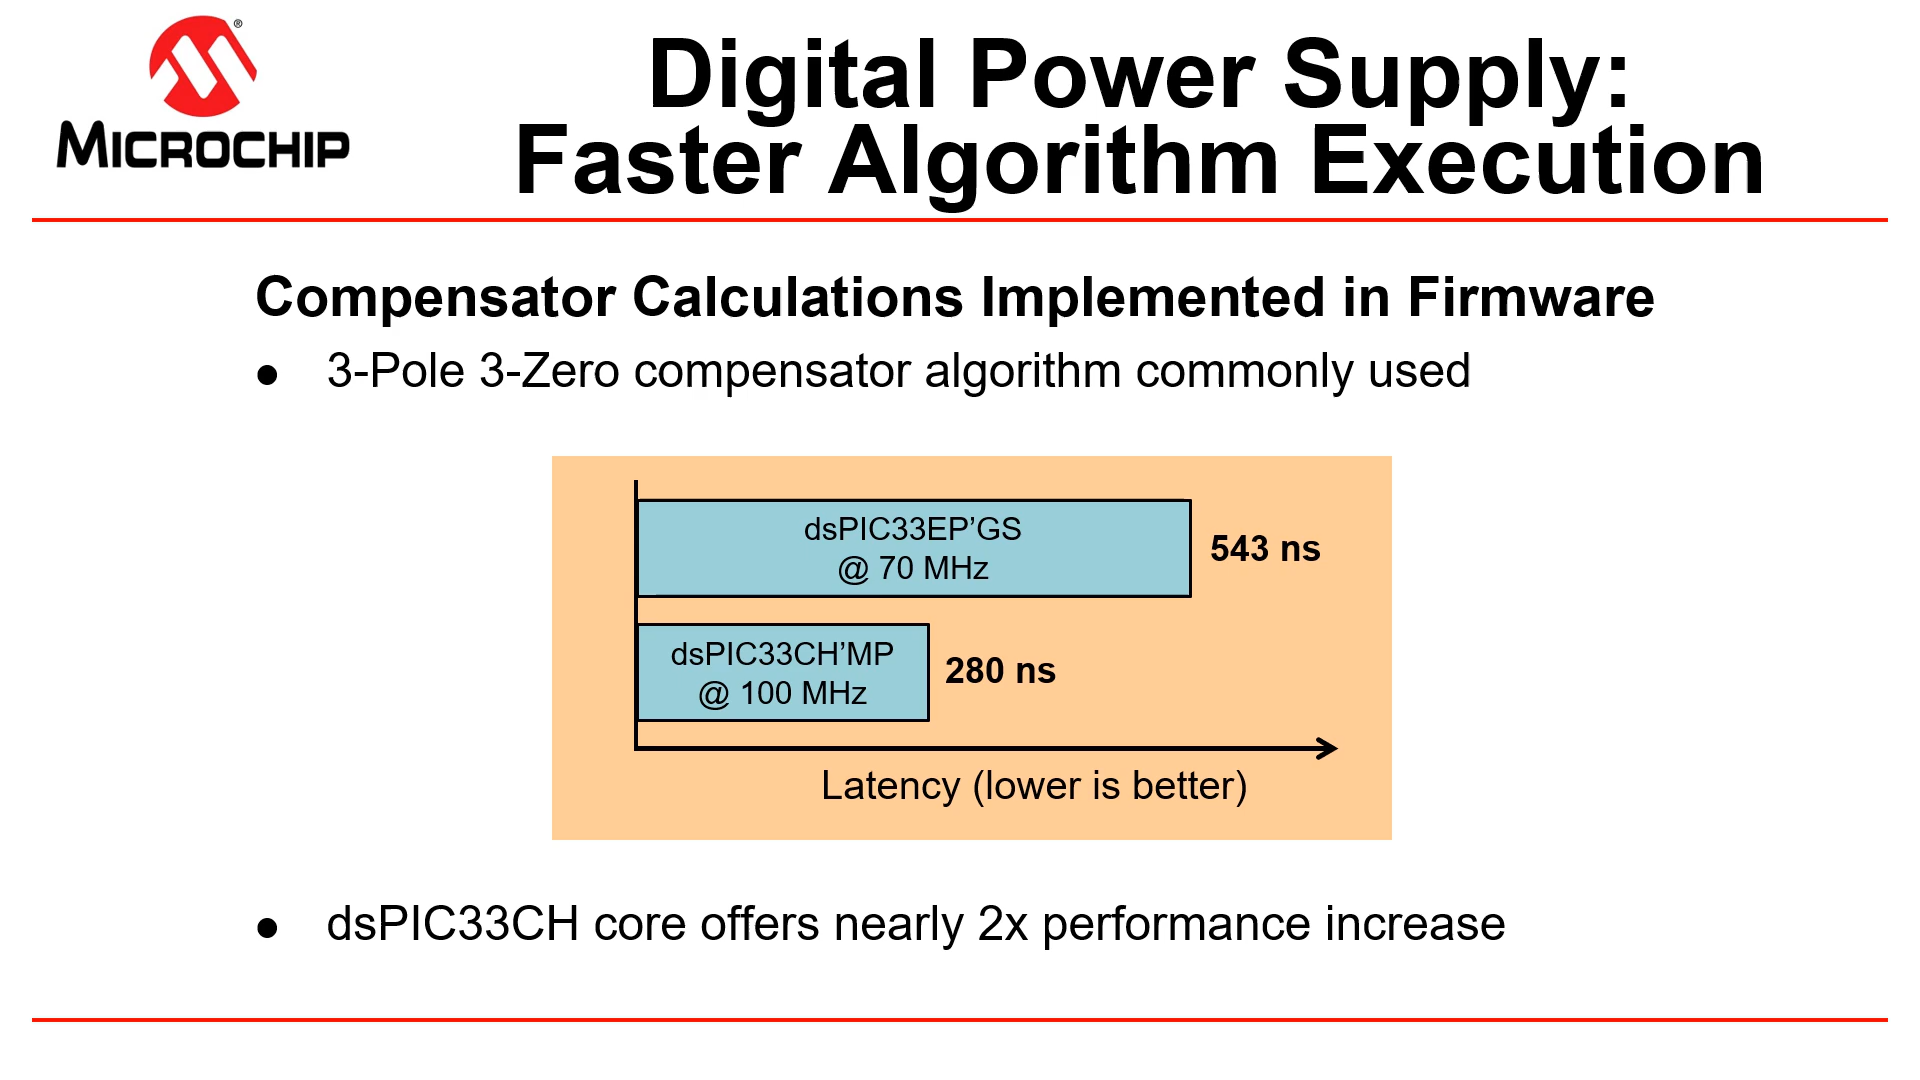 ®
MICROCHIP
Digital Power Supply:
Faster Algorithm Execution
Compensator Calculations Implemented in Firmware
● 3-Pole 3-Zero compensator algorithm commonly used
dsPIC33EP’GS
@ 70 MHz
543 ns
dsPIC33CH’MP
@ 100 MHz
280 ns
Latency (lower is better)
● dsPIC33CH core offers nearly 2x performance increase